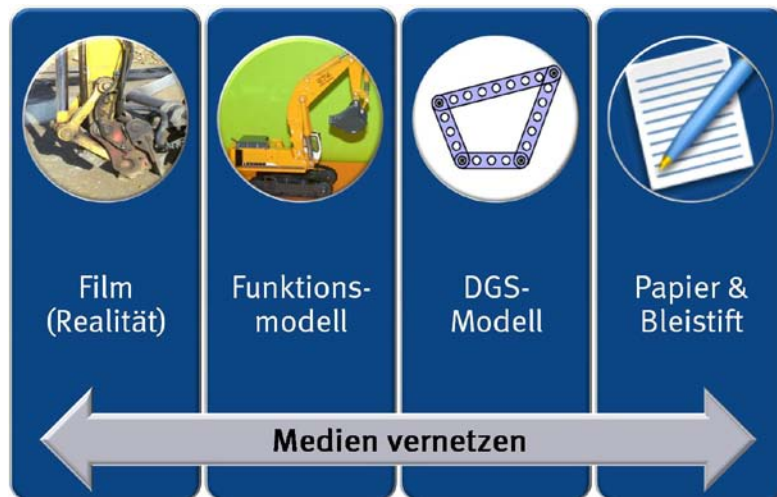 Film
(Realität)
Funktions-
modell
DGS-
Modell
Papier &
Bleistift
Medien vernetzen